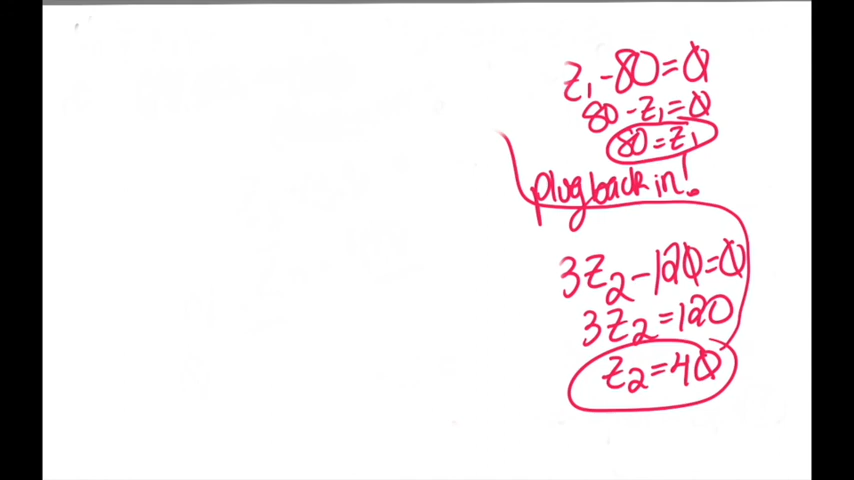 z₁-80=0
80-z₁=0
80=z₁
plug back in!
3z₂-120=0
3z₂=120
z₂=40